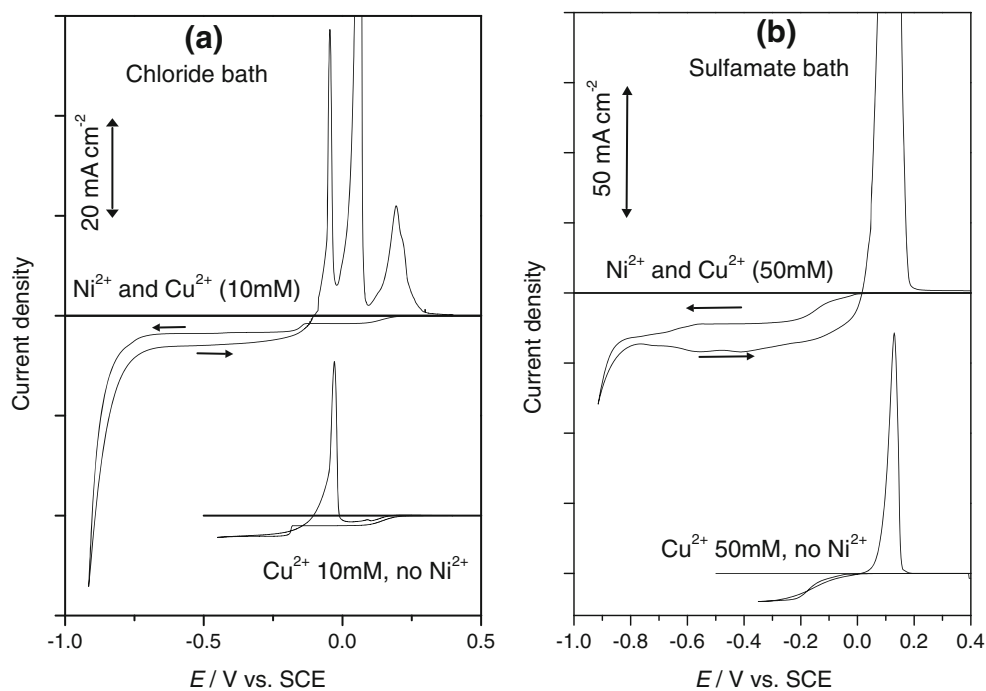 (a)
Chloride bath
20 mA cm⁻²
Ni²⁺ and Cu²⁺ (10mM)
Cu²⁺ 10mM, no Ni²⁺
Current density
-1.0 -0.5 0.0 0.5
E / V vs. SCE
(b)
Sulfamate bath
50 mA cm⁻²
Ni²⁺ and Cu²⁺ (50mM)
Cu²⁺ 50mM, no Ni²⁺
Current density
-1.0 -0.8 -0.6 -0.4 -0.2 0.0 0.2 0.4
E / V vs. SCE